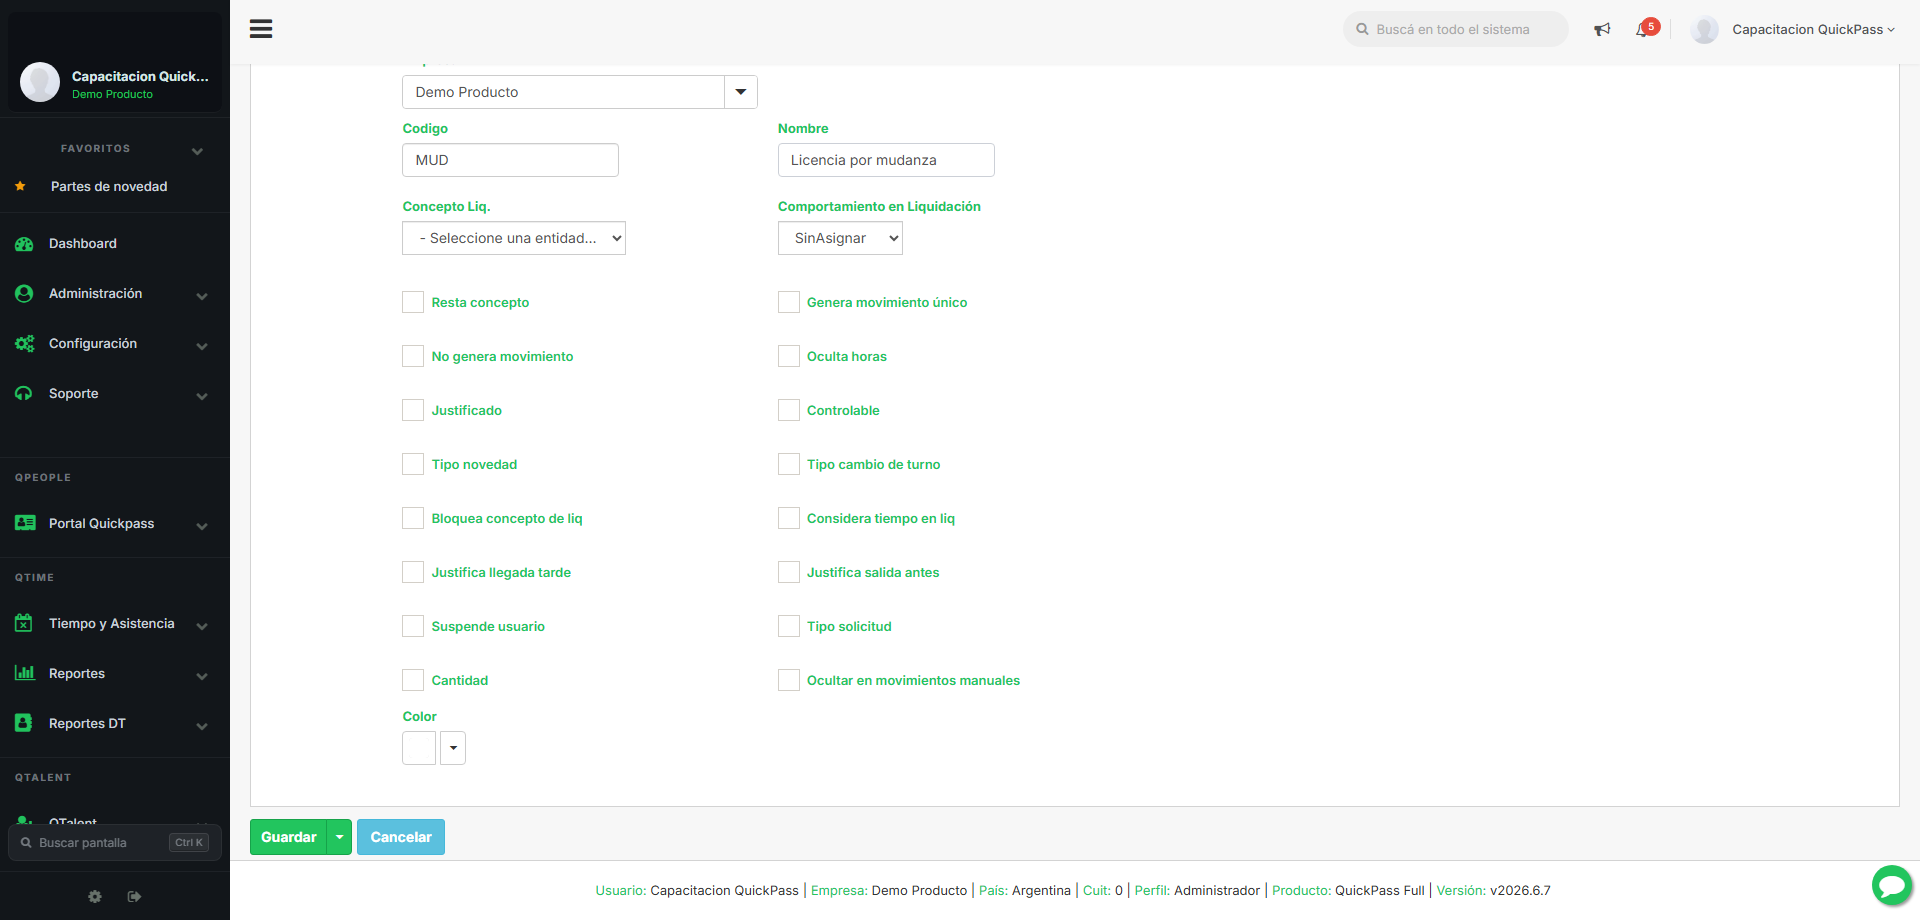 Capacitacion Quick...
Demo Producto
FAVORITOS
Partes de novedad
Dashboard
Administración
Configuración
Soporte
QPEOPLE
Portal Quickpass
QTIME
Tiempo y Asistencia
Reportes
Reportes DT
QTALENT
QTalent
Buscar pantalla
Ctrl K
Buscá en todo el sistema
5
Capacitacion QuickPass
Demo Producto
Codigo
Nombre
MUD
Licencia por mudanza
Concepto Liq.
Comportamiento en Liquidación
- Seleccione una entidad...
SinAsignar
Resta concepto
Genera movimiento único
No genera movimiento
Oculta horas
Justificado
Controlable
Tipo novedad
Tipo cambio de turno
Bloquea concepto de liq
Considera tiempo en liq
Justifica llegada tarde
Justifica salida antes
Suspende usuario
Tipo solicitud
Cantidad
Ocultar en movimientos manuales
Color
Guardar
Cancelar
Usuario: Capacitacion QuickPass | Empresa: Demo Producto | País: Argentina | Cuit: 0 | Perfil: Administrador | Producto: QuickPass Full | Versión: v2026.6.7